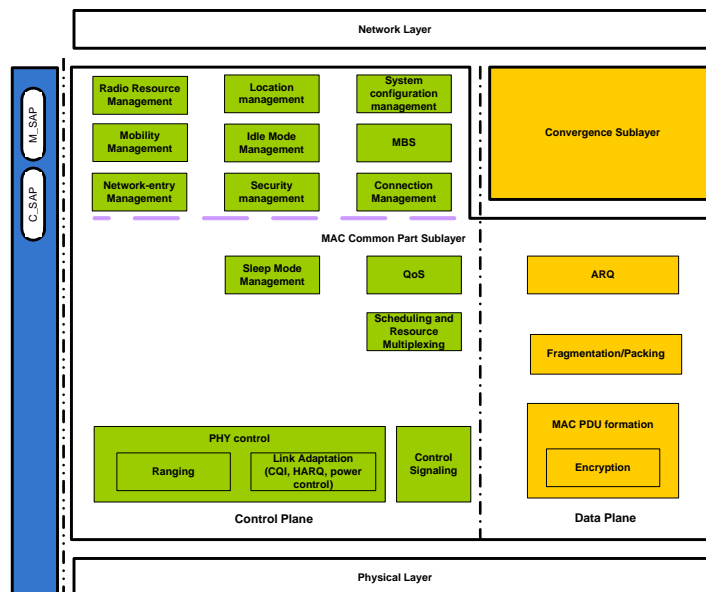 Network Layer
M_SAP
C_SAP
Radio Resource
Management
Location
management
System
configuration
management
Convergence Sublayer
Mobility
Management
Idle Mode
Management
MBS
Network-entry
Management
Security
management
Connection
Management
MAC Common Part Sublayer
Sleep Mode
Management
QoS
ARQ
Scheduling and
Resource
Multiplexing
Fragmentation/Packing
PHY control
Ranging
Link Adaptation
(CQI, HARQ, power
control)
Control
Signaling
MAC PDU formation
Encryption
Control Plane
Data Plane
Physical Layer